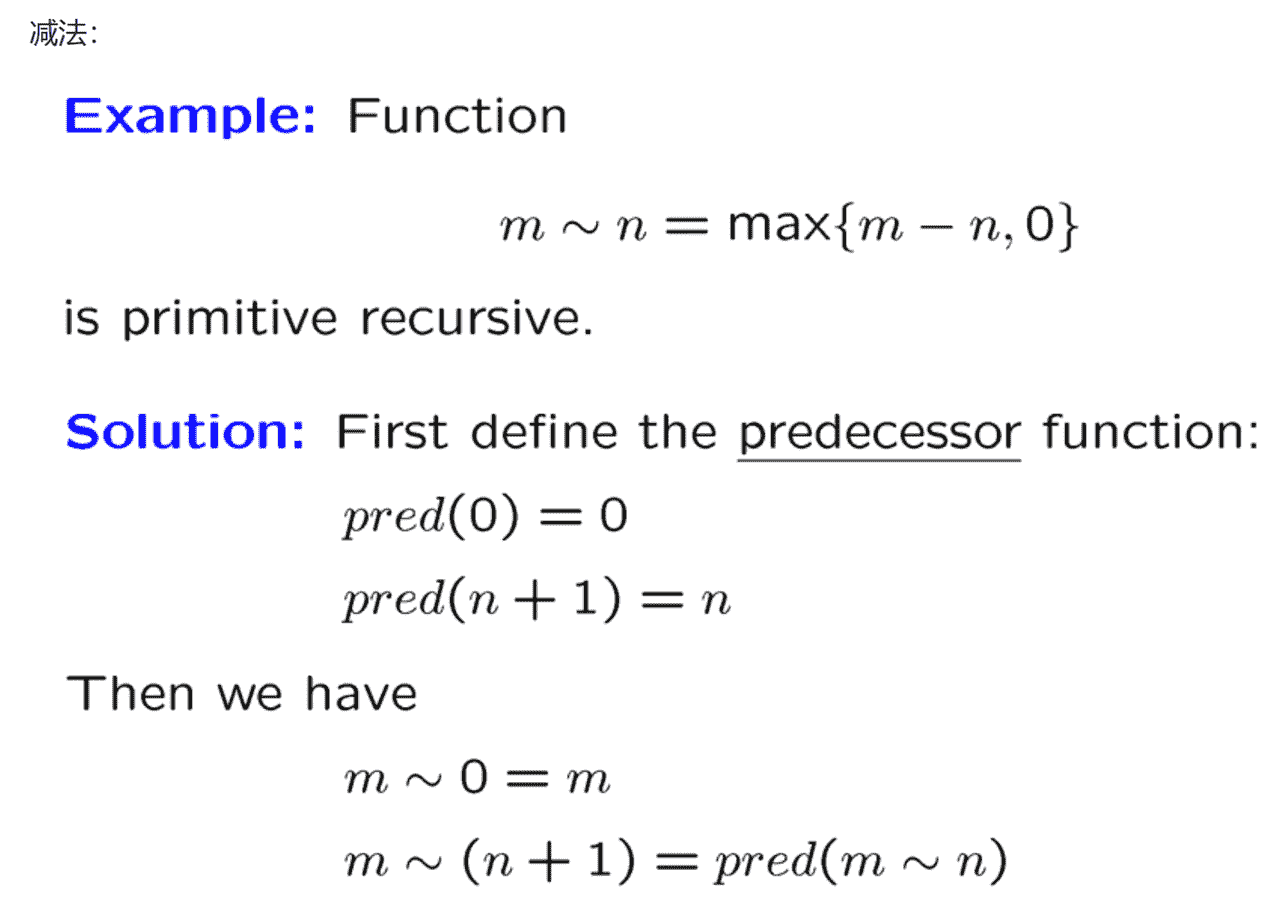 减法：
Example: Function
m ∼ n = max{m − n, 0}
is primitive recursive.
Solution: First define the predecessor function:
pred(0) = 0
pred(n + 1) = n
Then we have
m ∼ 0 = m
m ∼ (n + 1) = pred(m ∼ n)